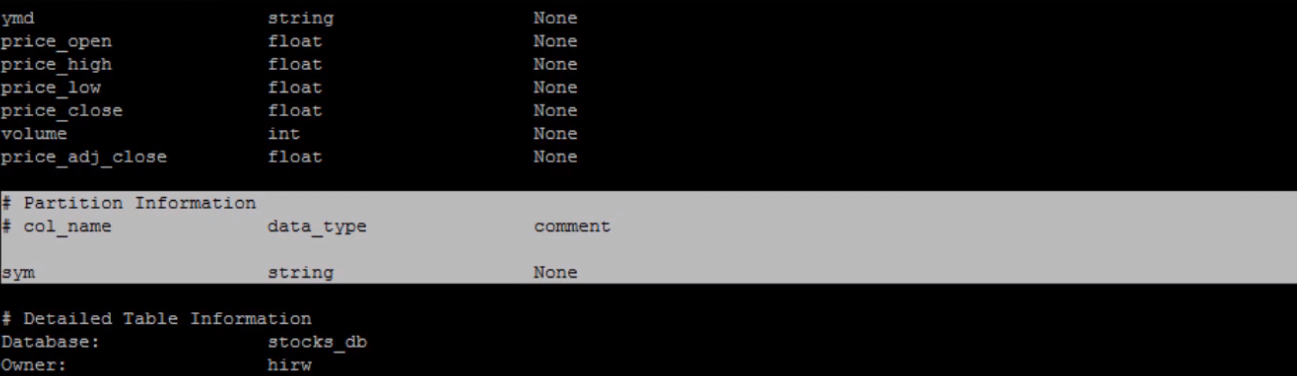 ymd string None
price_open float None
price_high float None
price_low float None
price_close float None
volume int None
price_adj_close float None
# Partition Information
# col_name data_type comment
sym string None
# Detailed Table Information
Database: stocks_db
Owner: hirw